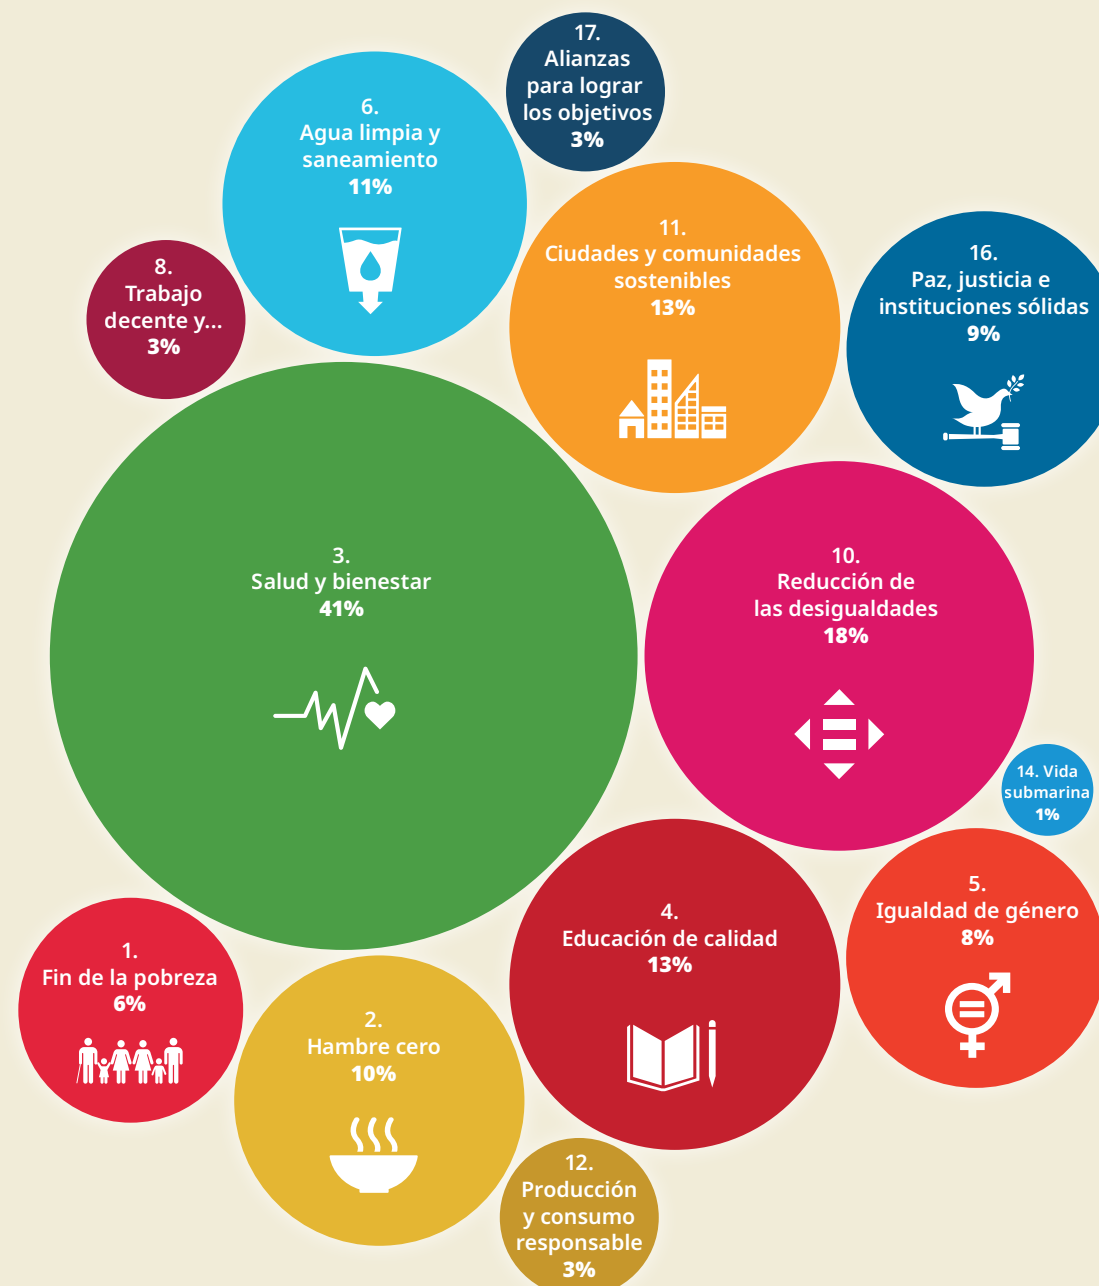 17.
Alianzas
para lograr
los objetivos
3%
6.
Agua limpia y
saneamiento
11%
11.
Ciudades y comunidades
sostenibles
13%
16.
Paz, justicia e
instituciones sólidas
9%
8.
Trabajo
decente y...
3%
3.
Salud y bienestar
41%
10.
Reducción de
las desigualdades
18%
14. Vida
submarina
1%
5.
Igualdad de género
8%
4.
Educación de calidad
13%
1.
Fin de la pobreza
6%
2.
Hambre cero
10%
12.
Producción
y consumo
responsable
3%